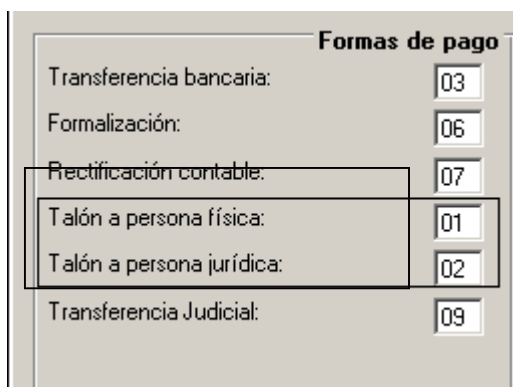 Formas de pago
Transferencia bancaria: 03
Formalización: 06
Rectificación contable: 07
Talón a persona física: 01
Talón a persona jurídica: 02
Transferencia Judicial: 09